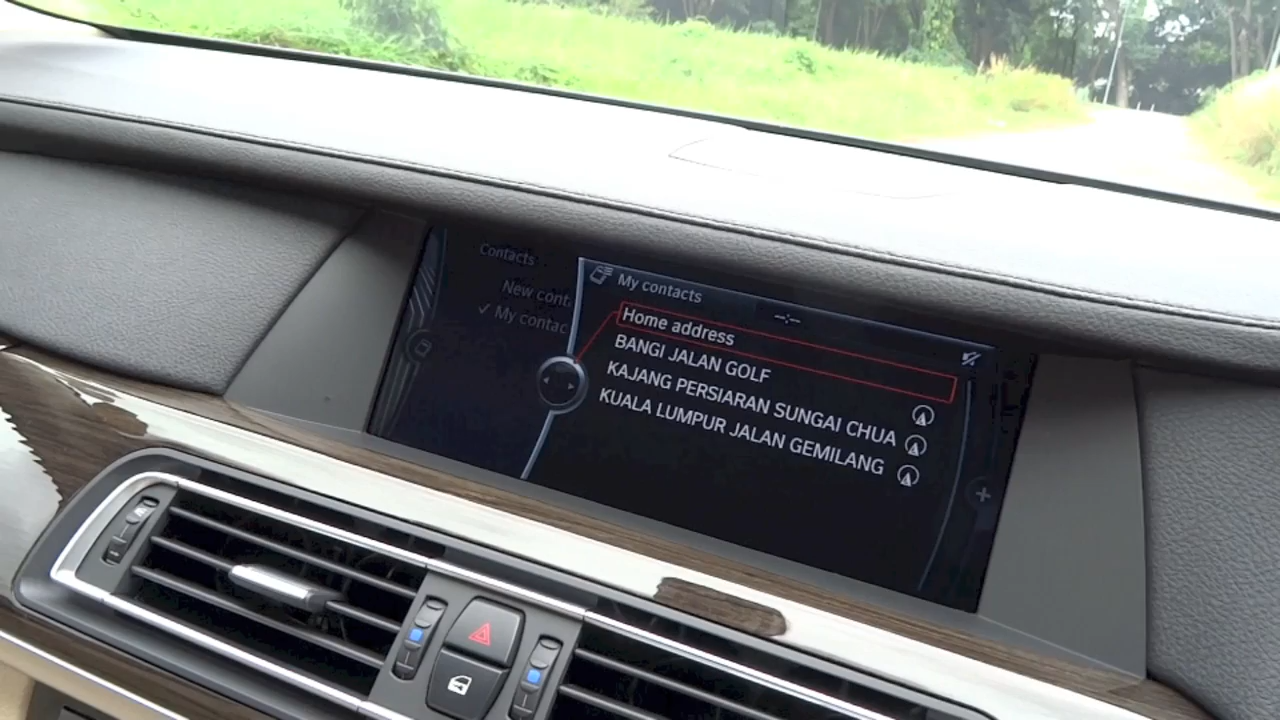 Contacts
New cont
✓ My contac
My contacts
Home address
BANGI JALAN GOLF
KAJANG PERSIARAN SUNGAI CHUA
KUALA LUMPUR JALAN GEMILANG